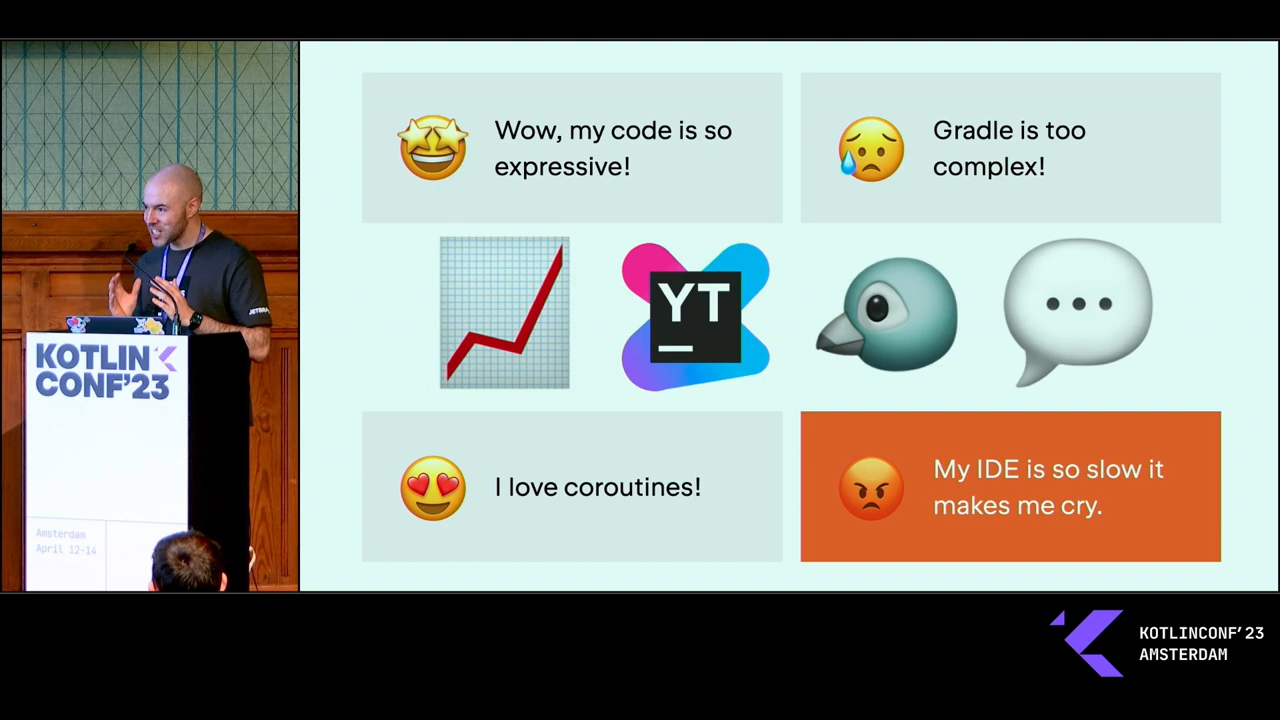 Wow, my code is so
expressive!
Gradle is too
complex!
YT
I love coroutines!
My IDE is so slow it
makes me cry.
KOTLIN
CONF'23
Amsterdam
April 12-14
KOTLINCONF'23
AMSTERDAM